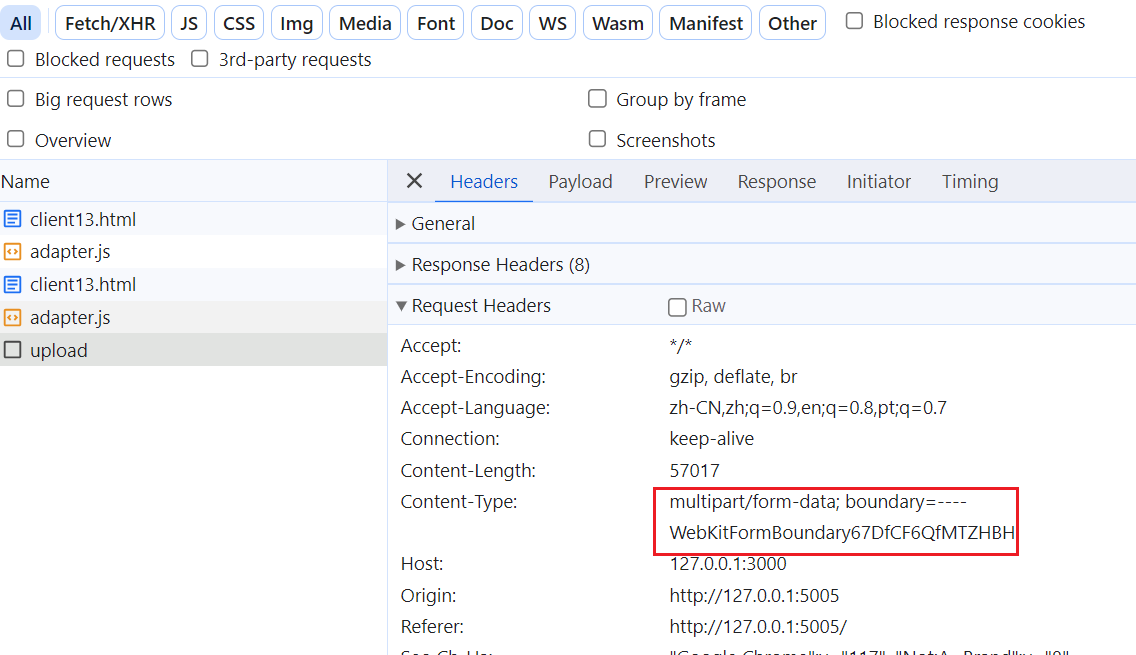 All Fetch/XHR JS CSS Img Media Font Doc WS Wasm Manifest Other Blocked response cookies
Blocked requests 3rd-party requests
Big request rows Group by frame
Overview Screenshots
Name
client13.html
adapter.js
client13.html
adapter.js
upload
Headers Payload Preview Response Initiator Timing
General
Response Headers (8)
Request Headers Raw
Accept: */*
Accept-Encoding: gzip, deflate, br
Accept-Language: zh-CN,zh;q=0.9,en;q=0.8,pt;q=0.7
Connection: keep-alive
Content-Length: 57017
Content-Type: multipart/form-data; boundary=----
WebKitFormBoundary67DfCF6QfMTZHBH
Host: 127.0.0.1:3000
Origin: http://127.0.0.1:5005
Referer: http://127.0.0.1:5005/